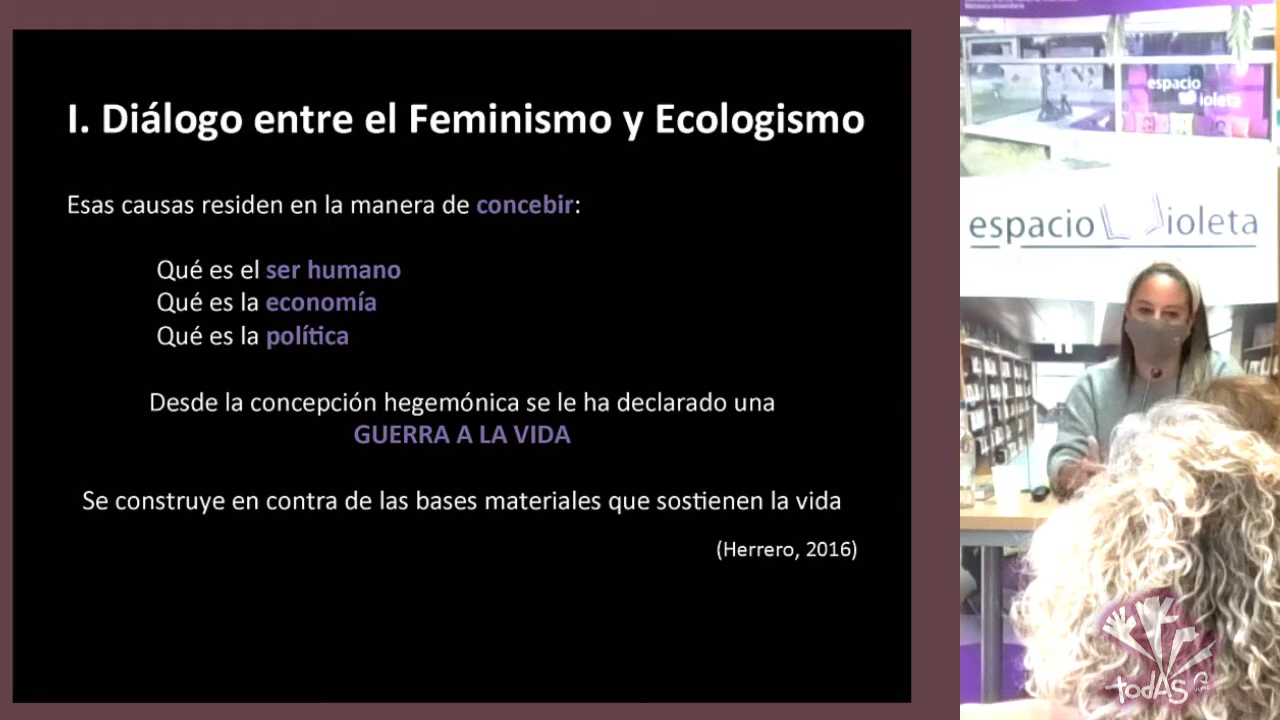 I. Diálogo entre el Feminismo y Ecologismo
Esas causas residen en la manera de concebir:
Qué es el ser humano
Qué es la economía
Qué es la política
Desde la concepción hegemónica se le ha declarado una
GUERRA A LA VIDA
Se construye en contra de las bases materiales que sostienen la vida
(Herrero, 2016)
espacio
ioleta
espacio ioleta
todAS